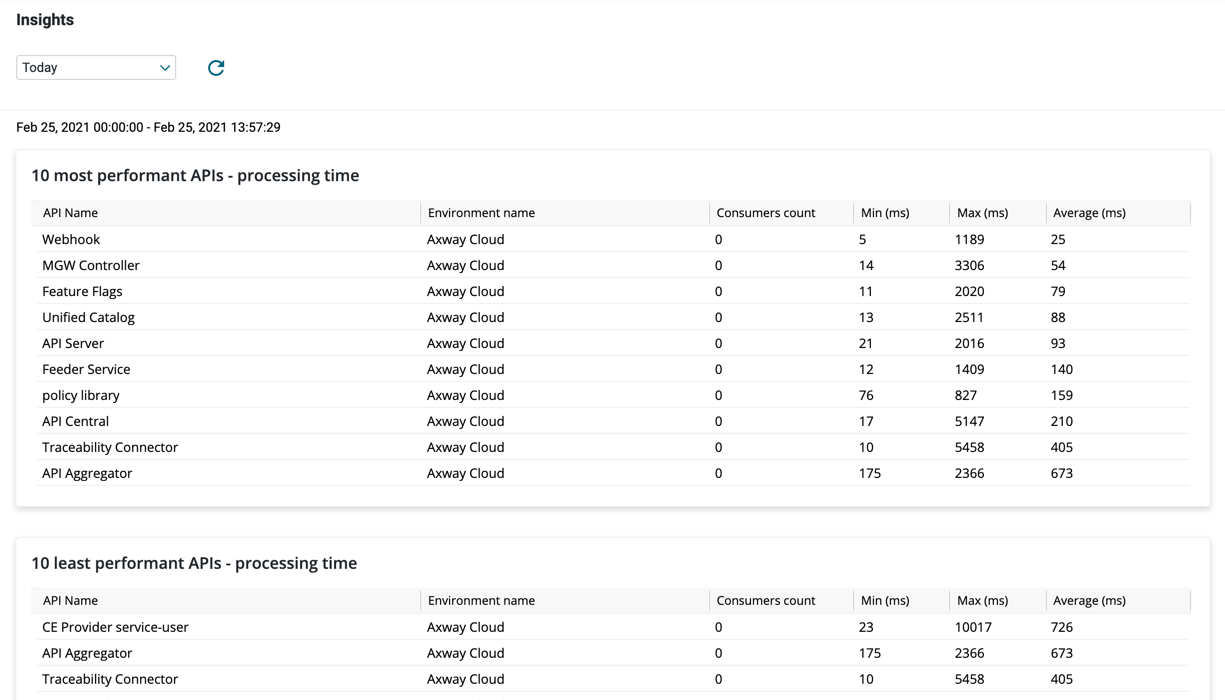 Insights
Today
Feb 25, 2021 00:00:00 - Feb 25, 2021 13:57:29
10 most performant APIs - processing time
API Name Environment name Consumers count Min (ms) Max (ms) Average (ms)
Webhook Axway Cloud 0 5 1189 25
MGW Controller Axway Cloud 0 14 3306 54
Feature Flags Axway Cloud 0 11 2020 79
Unified Catalog Axway Cloud 0 13 2511 88
API Server Axway Cloud 0 21 2016 93
Feeder Service Axway Cloud 0 12 1409 140
policy library Axway Cloud 0 76 827 159
API Central Axway Cloud 0 17 5147 210
Traceability Connector Axway Cloud 0 10 5458 405
API Aggregator Axway Cloud 0 175 2366 673
10 least performant APIs - processing time
API Name Environment name Consumers count Min (ms) Max (ms) Average (ms)
CE Provider service-user Axway Cloud 0 23 10017 726
API Aggregator Axway Cloud 0 175 2366 673
Traceability Connector Axway Cloud 0 10 5458 405